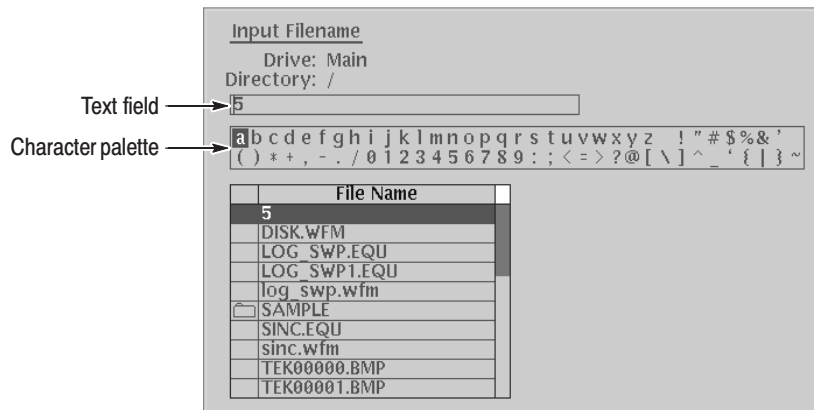 Input Filename
Drive: Main
Directory: /
Text field
5
Character palette
a b c d e f g h i j k l m n o p q r s t u v w x y z ! " # $ % & '
( ) * + , - . / 0 1 2 3 4 5 6 7 8 9 : ; < = > ? @ [ \ ] ^ _ ‘ { | } ~
File Name
5
DISK.WFM
LOG_SWP.EQU
LOG_SWP1.EQU
log_swp.wfm
SAMPLE
SINC.EQU
sinc.wfm
TEK00000.BMP
TEK00001.BMP